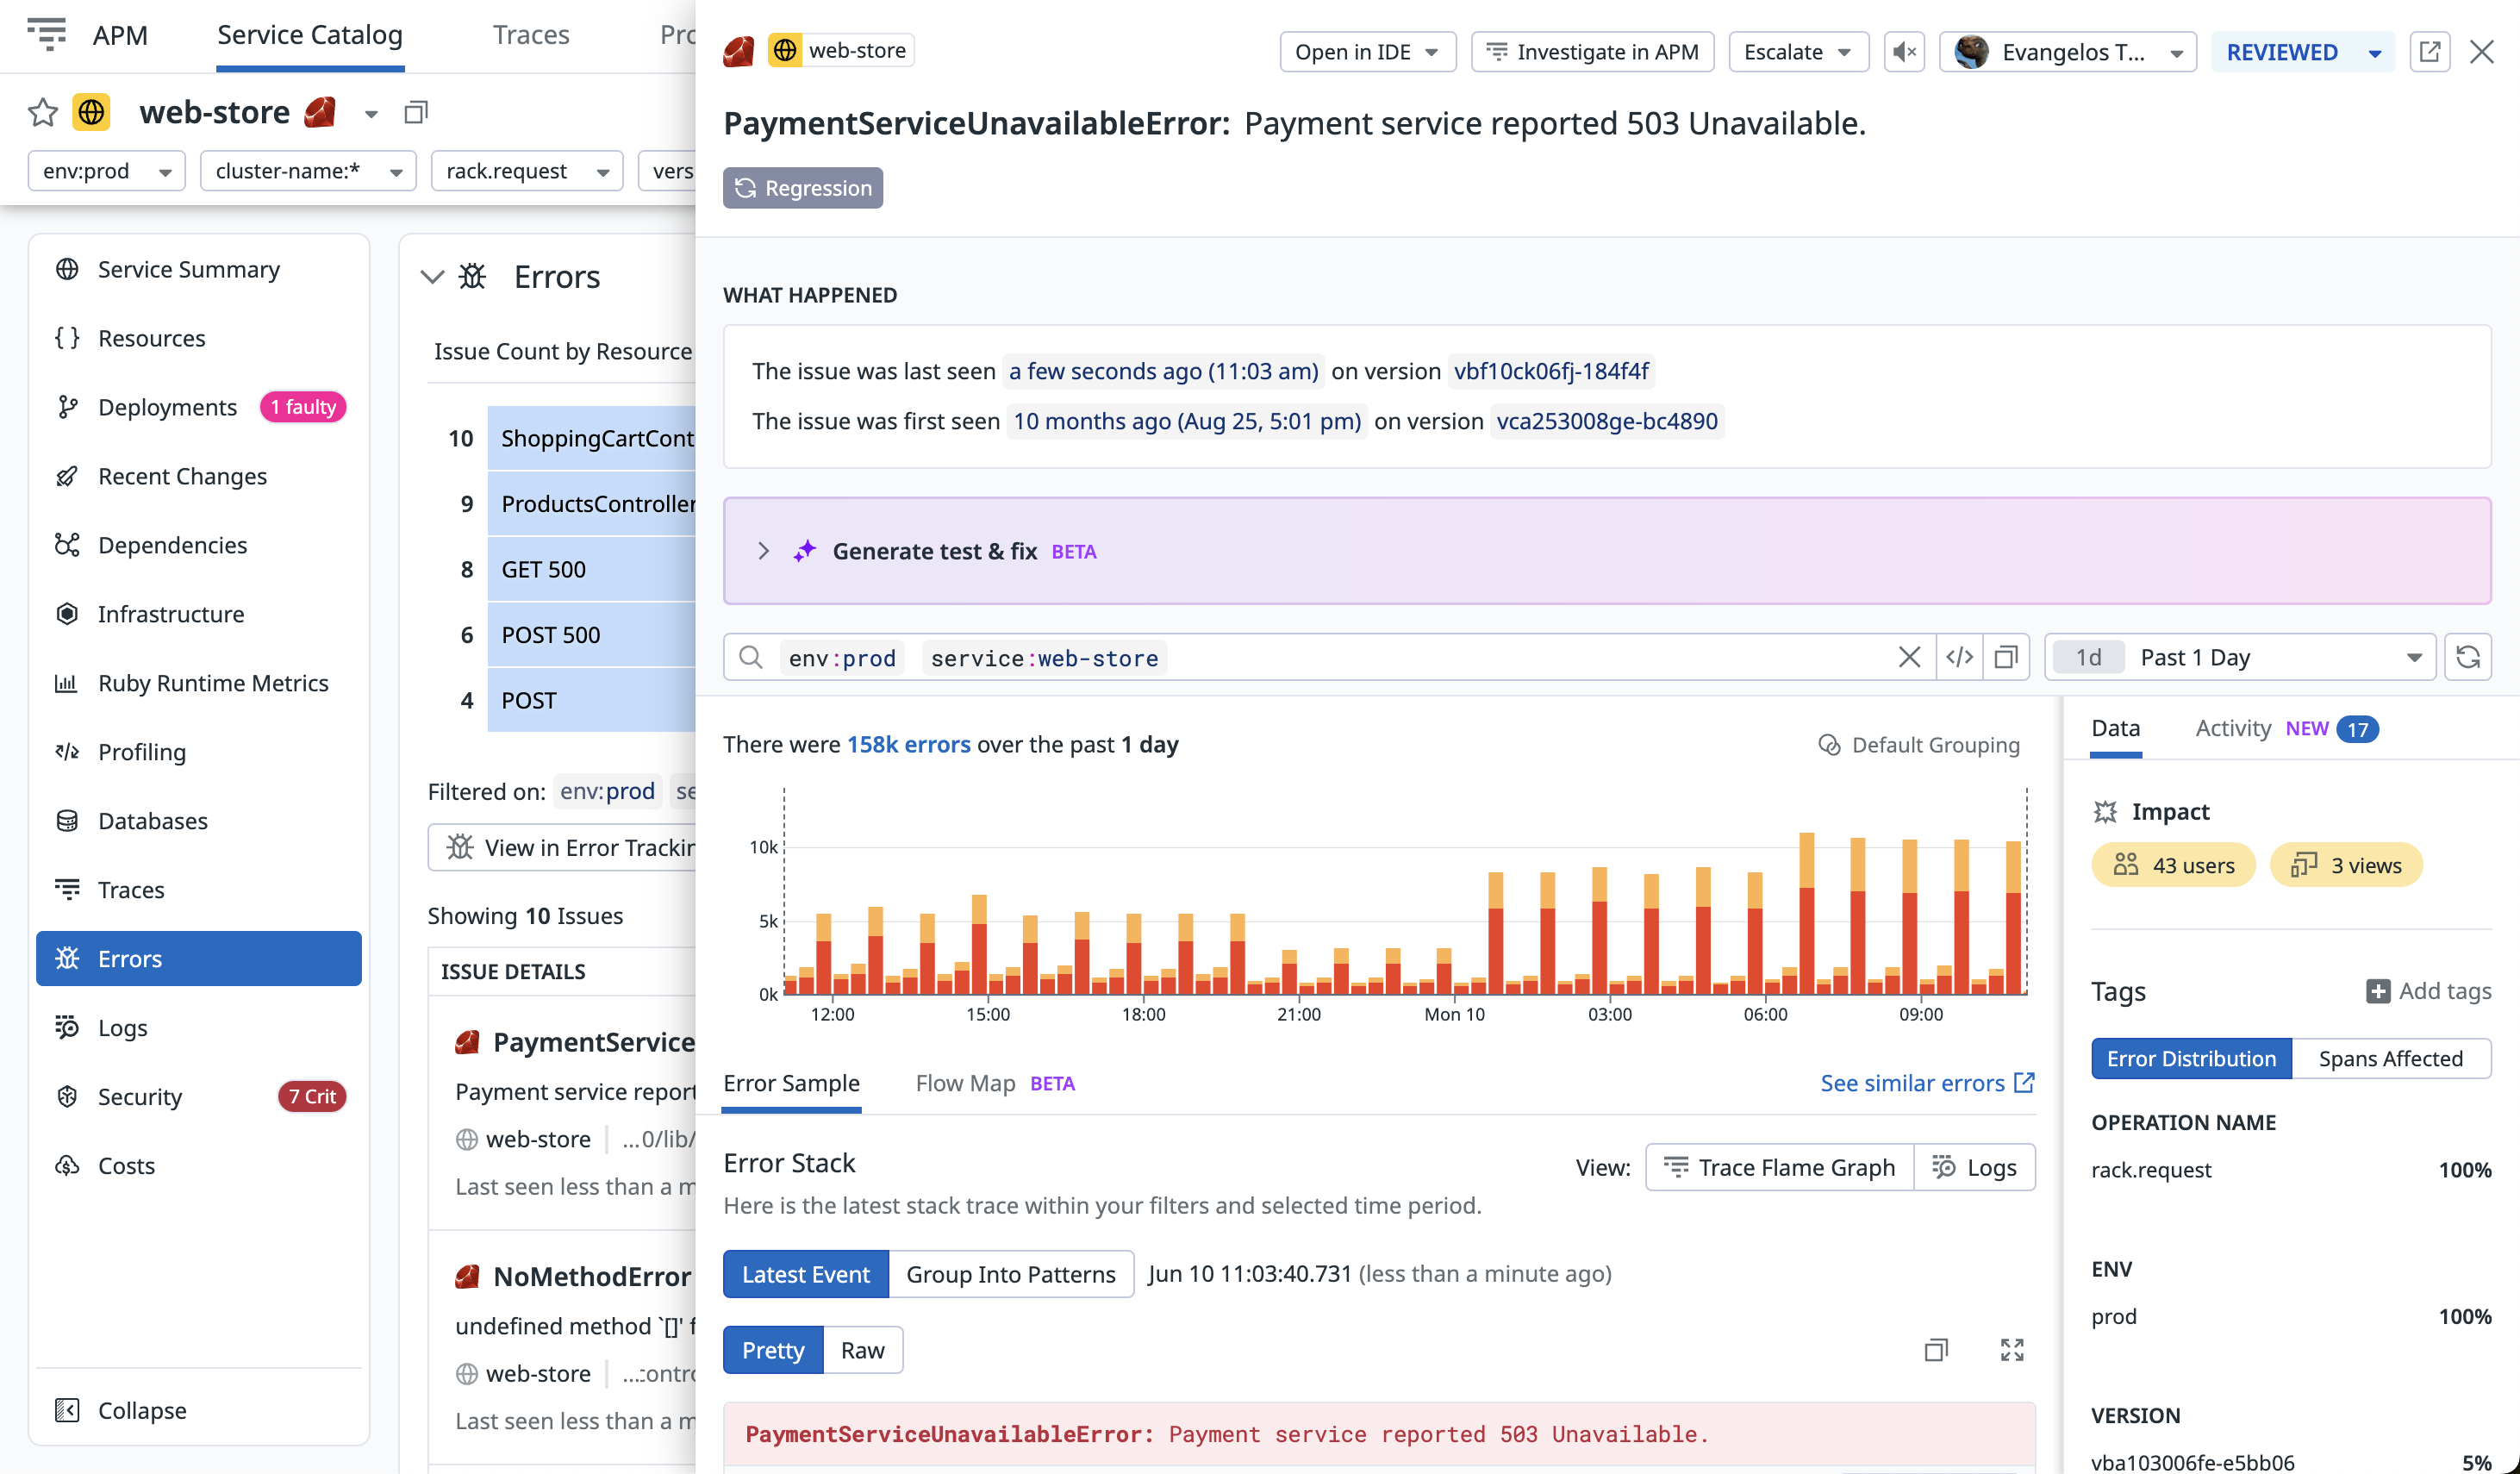 APM
Service Catalog
Traces
web-store
env:prod
cluster-name:*
rack.request
Service Summary
Resources
Deployments 1 faulty
Recent Changes
Dependencies
Infrastructure
Ruby Runtime Metrics
Profiling
Databases
Traces
Errors
Logs
Security 7 Crit
Costs
Collapse
Errors
Issue Count by Resource
10 ShoppingCartCont
9 ProductsController
8 GET 500
6 POST 500
4 POST
Filtered on: env:prod
View in Error Trackin
Showing 10 Issues
ISSUE DETAILS
PaymentService
Payment service report
web-store ...0/lib/
Last seen less than a m
NoMethodError
undefined method `[]' f
web-store
Last seen less than a m
web-store
Open in IDE
Investigate in APM
Escalate
Evangelos T...
REVIEWED
PaymentServiceUnavailableError: Payment service reported 503 Unavailable.
Regression
WHAT HAPPENED
The issue was last seen a few seconds ago (11:03 am) on version vbf10ck06fj-184f4f
The issue was first seen 10 months ago (Aug 25, 5:01 pm) on version vca253008ge-bc4890
Generate test & fix BETA
env:prod service:web-store
1d Past 1 Day
There were 158k errors over the past 1 day
Default Grouping
10k
5k
0k
12:00 15:00 18:00 21:00 Mon 10 03:00 06:00 09:00
Error Sample
Flow Map BETA
See similar errors
Error Stack
View: Trace Flame Graph Logs
Here is the latest stack trace within your filters and selected time period.
Latest Event Group Into Patterns Jun 10 11:03:40.731 (less than a minute ago)
Pretty Raw
PaymentServiceUnavailableError: Payment service reported 503 Unavailable.
Data
Activity NEW 17
Impact
43 users
3 views
Tags
Add tags
Error Distribution
Spans Affected
OPERATION NAME
rack.request 100%
ENV
prod 100%
VERSION
vba103006fe-e5bb06 5%